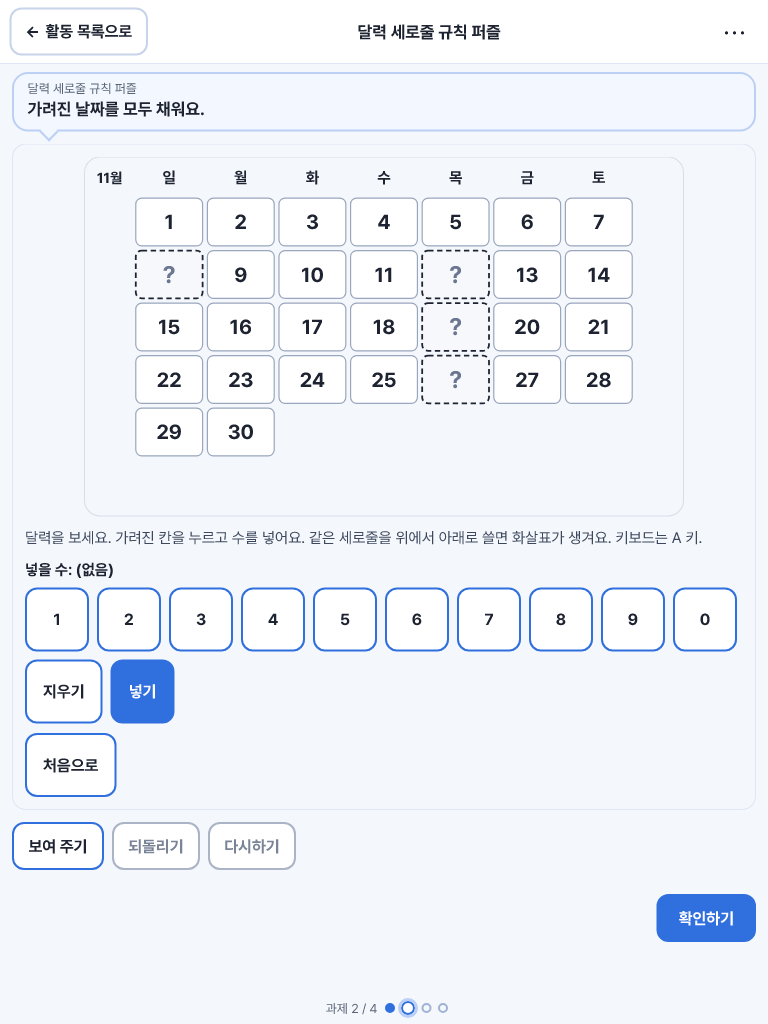 ← 활동 목록으로
달력 세로줄 규칙 퍼즐
...
달력 세로줄 규칙 퍼즐
가려진 날짜를 모두 채워요.
11월 일 월 화 수 목 금 토
1 2 3 4 5 6 7
? 9 10 11 ? 13 14
15 16 17 18 ? 20 21
22 23 24 25 ? 27 28
29 30
달력을 보세요. 가려진 칸을 누르고 수를 넣어요. 같은 세로줄을 위에서 아래로 쓸면 화살표가 생겨요. 키보드는 A 키.
넣을 수: (없음)
1 2 3 4 5 6 7 8 9 0
지우기 넣기
처음으로
보여 주기 되돌리기 다시하기
확인하기
과제 2 / 4